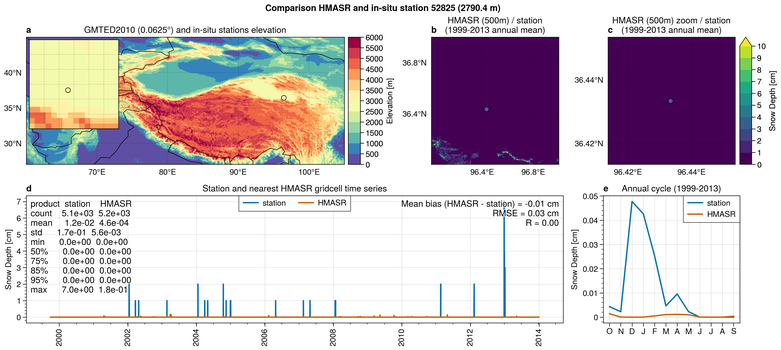 Comparison HMASR and in-situ station 52825 (2790.4 m)
a GMTED2010 (0.0625°) and in-situ stations elevation
40°N
35°N
30°N
70°E 80°E 90°E 100°E
6000
5500
5000
4500
4000
3500
3000
2500
2000
1500
1000
500
0
Elevation [m]
b HMASR (500m) / station
(1999-2013 annual mean)
36.8°N
36.4°N
96.4°E 96.8°E
c HMASR (500m) zoom / station
(1999-2013 annual mean)
36.44°N
36.42°N
96.42°E 96.44°E
10
9
8
7
6
5
4
3
2
1
0
Snow Depth [cm]
d Station and nearest HMASR gridcell time series
station HMASR
Mean bias (HMASR - station) = -0.01 cm
RMSE = 0.03 cm
R = 0.00
product station HMASR
count 5.1e+03 5.2e+03
mean 1.2e-02 4.6e-04
std 1.7e-01 5.6e-03
min 0.0e+00 0.0e+00
50% 0.0e+00 0.0e+00
75% 0.0e+00 0.0e+00
85% 0.0e+00 0.0e+00
95% 0.0e+00 0.0e+00
max 7.0e+00 1.8e-01
Snow Depth [cm]
7
6
5
4
3
2
1
0
2000 2002 2004 2006 2008 2010 2012 2014
e Annual cycle (1999-2013)
station
HMASR
Snow Depth [cm]
0.05
0.04
0.03
0.02
0.01
0
O N D J F M A M J J A S